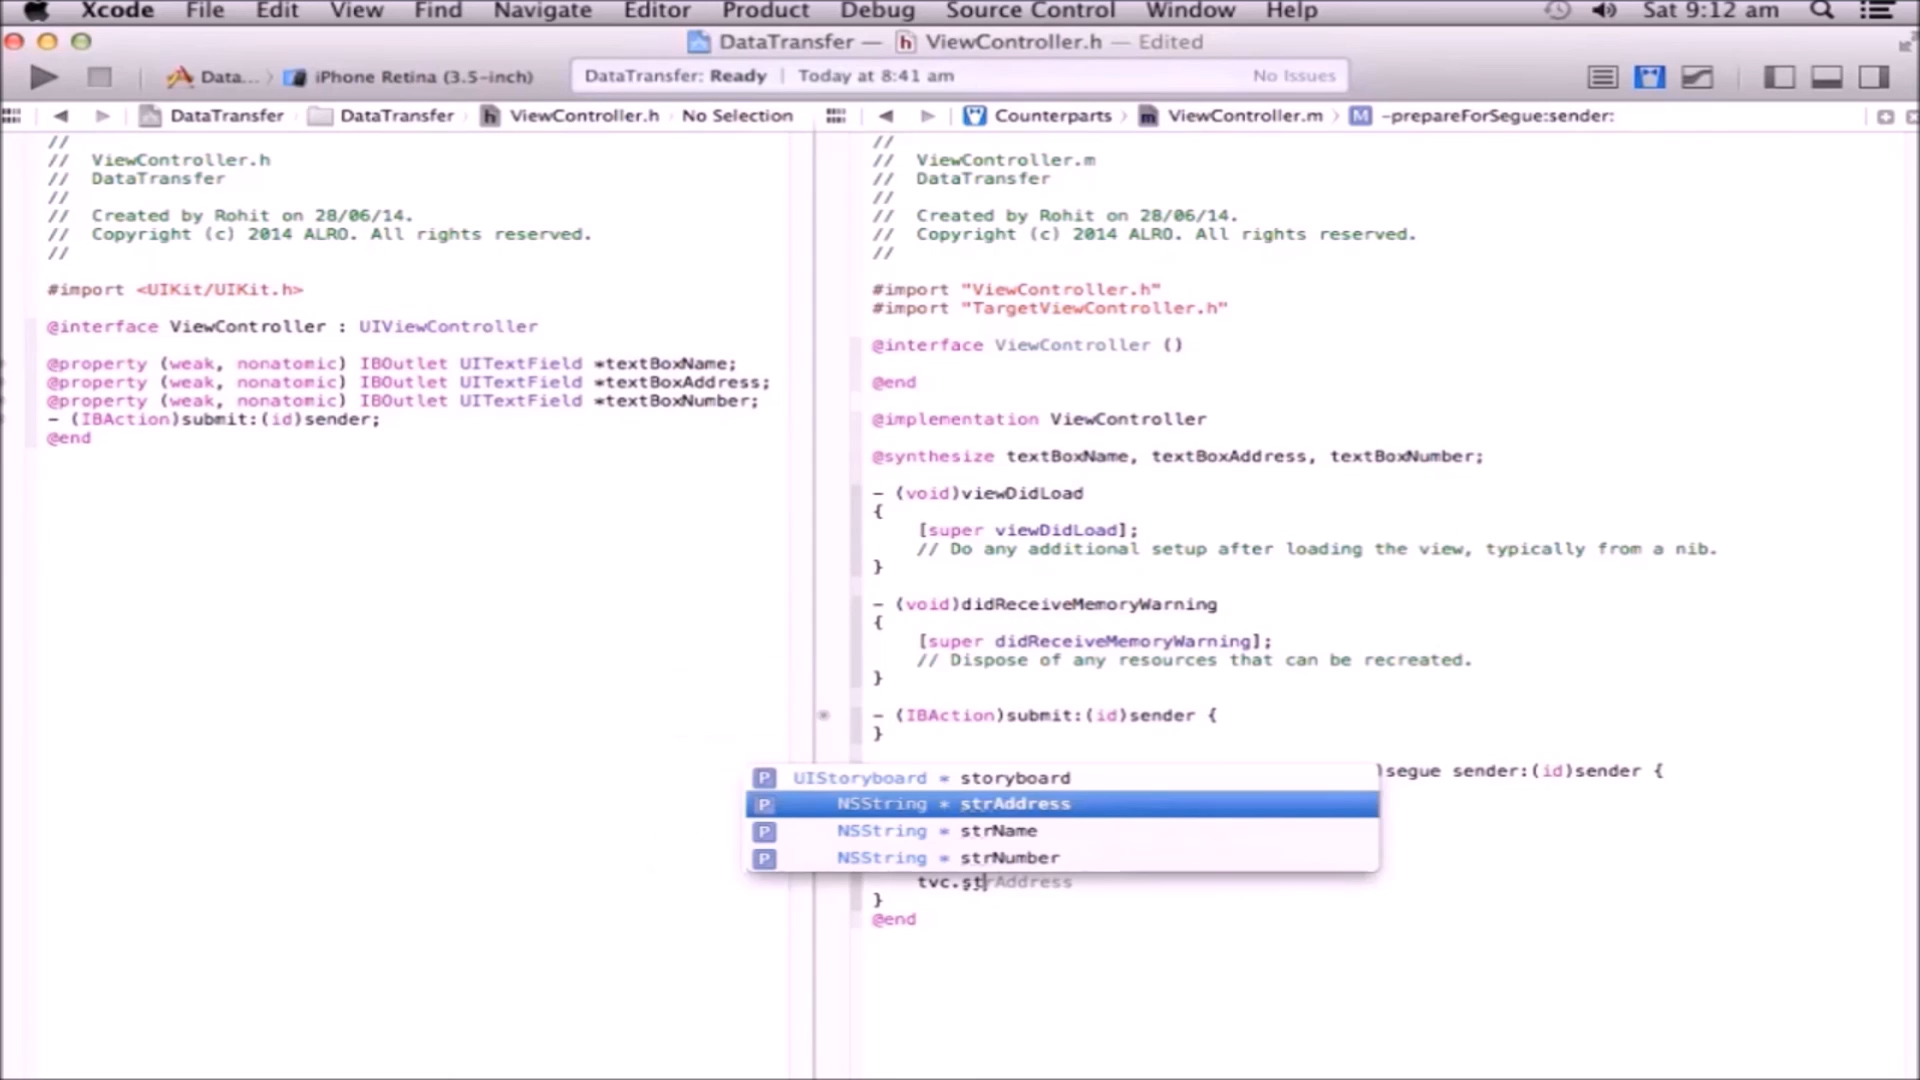 Xcode File Edit View Find Navigate Editor Product Debug Source Control Window Help Sat 9:12 am
DataTransfer — ViewController.h — Edited
Data... › iPhone Retina (3.5-inch) DataTransfer: Ready | Today at 8:41 am No Issues
DataTransfer › DataTransfer › ViewController.h › No Selection
//
// ViewController.h
// DataTransfer
//
// Created by Rohit on 28/06/14.
// Copyright (c) 2014 ALRO. All rights reserved.
//
#import <UIKit/UIKit.h>
@interface ViewController : UIViewController
@property (weak, nonatomic) IBOutlet UITextField *textBoxName;
@property (weak, nonatomic) IBOutlet UITextField *textBoxAddress;
@property (weak, nonatomic) IBOutlet UITextField *textBoxNumber;
- (IBAction)submit:(id)sender;
@end
Counterparts › ViewController.m › M -prepareForSegue:sender:
//
// ViewController.m
// DataTransfer
//
// Created by Rohit on 28/06/14.
// Copyright (c) 2014 ALRO. All rights reserved.
//
#import "ViewController.h"
#import "TargetViewController.h"
@interface ViewController ()
@end
@implementation ViewController
@synthesize textBoxName, textBoxAddress, textBoxNumber;
- (void)viewDidLoad
{
[super viewDidLoad];
// Do any additional setup after loading the view, typically from a nib.
}
- (void)didReceiveMemoryWarning
{
[super didReceiveMemoryWarning];
// Dispose of any resources that can be recreated.
}
- (IBAction)submit:(id)sender {
}
)segue sender:(id)sender {
P UIStoryboard * storyboard
P NSString * strAddress
P NSString * strName
P NSString * strNumber
tvc.strAddress
}
@end